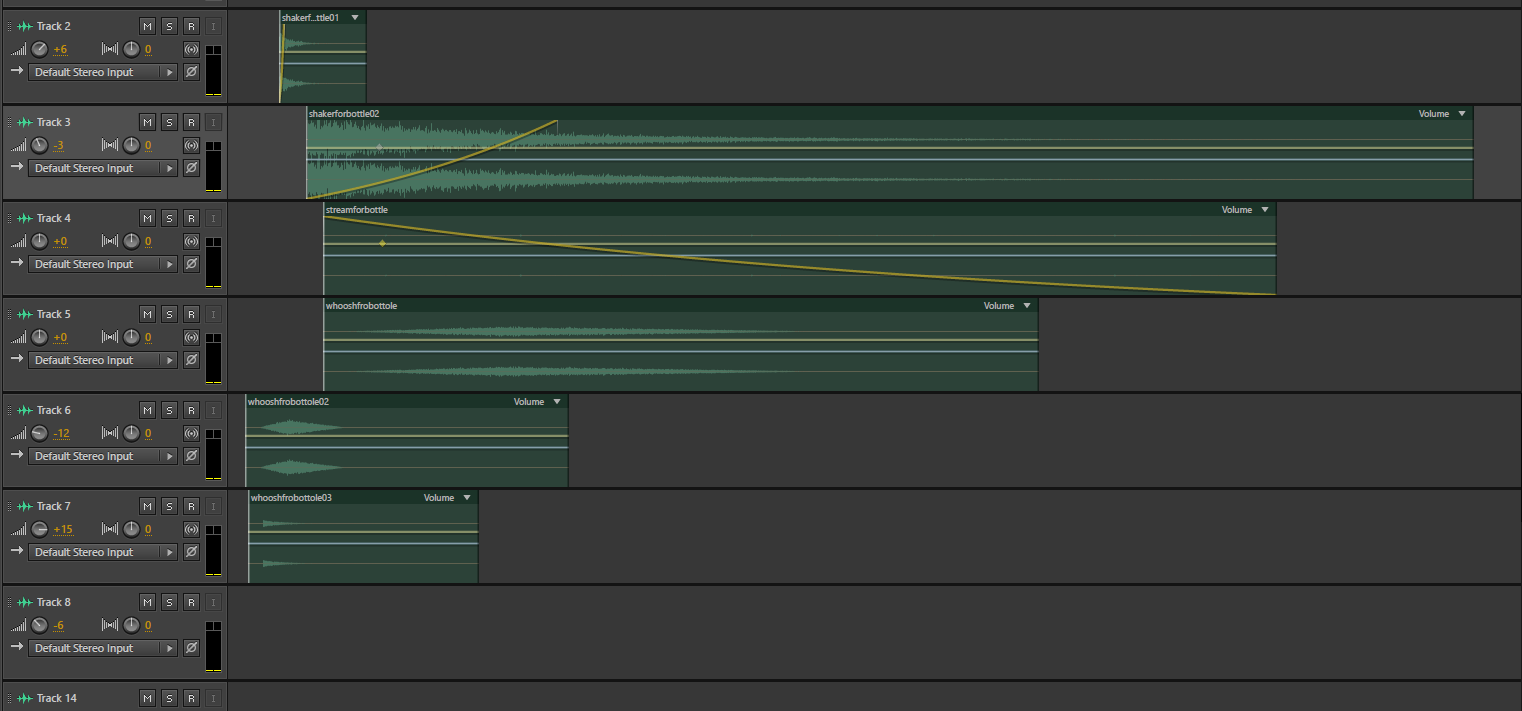 Track 2 M S R I shakerf...ttle01
+6 0
Default Stereo Input
Track 3 M S R I shakerforbottle02 Volume
-3 0
Default Stereo Input
Track 4 M S R I streamforbottle Volume
+0 0
Default Stereo Input
Track 5 M S R I whooshfrobottole Volume
+0 0
Default Stereo Input
Track 6 M S R I whooshfrobottole02 Volume
-12 0
Default Stereo Input
Track 7 M S R I whooshfrobottole03 Volume
+15 0
Default Stereo Input
Track 8 M S R I
-6 0
Default Stereo Input
Track 14 M S R I